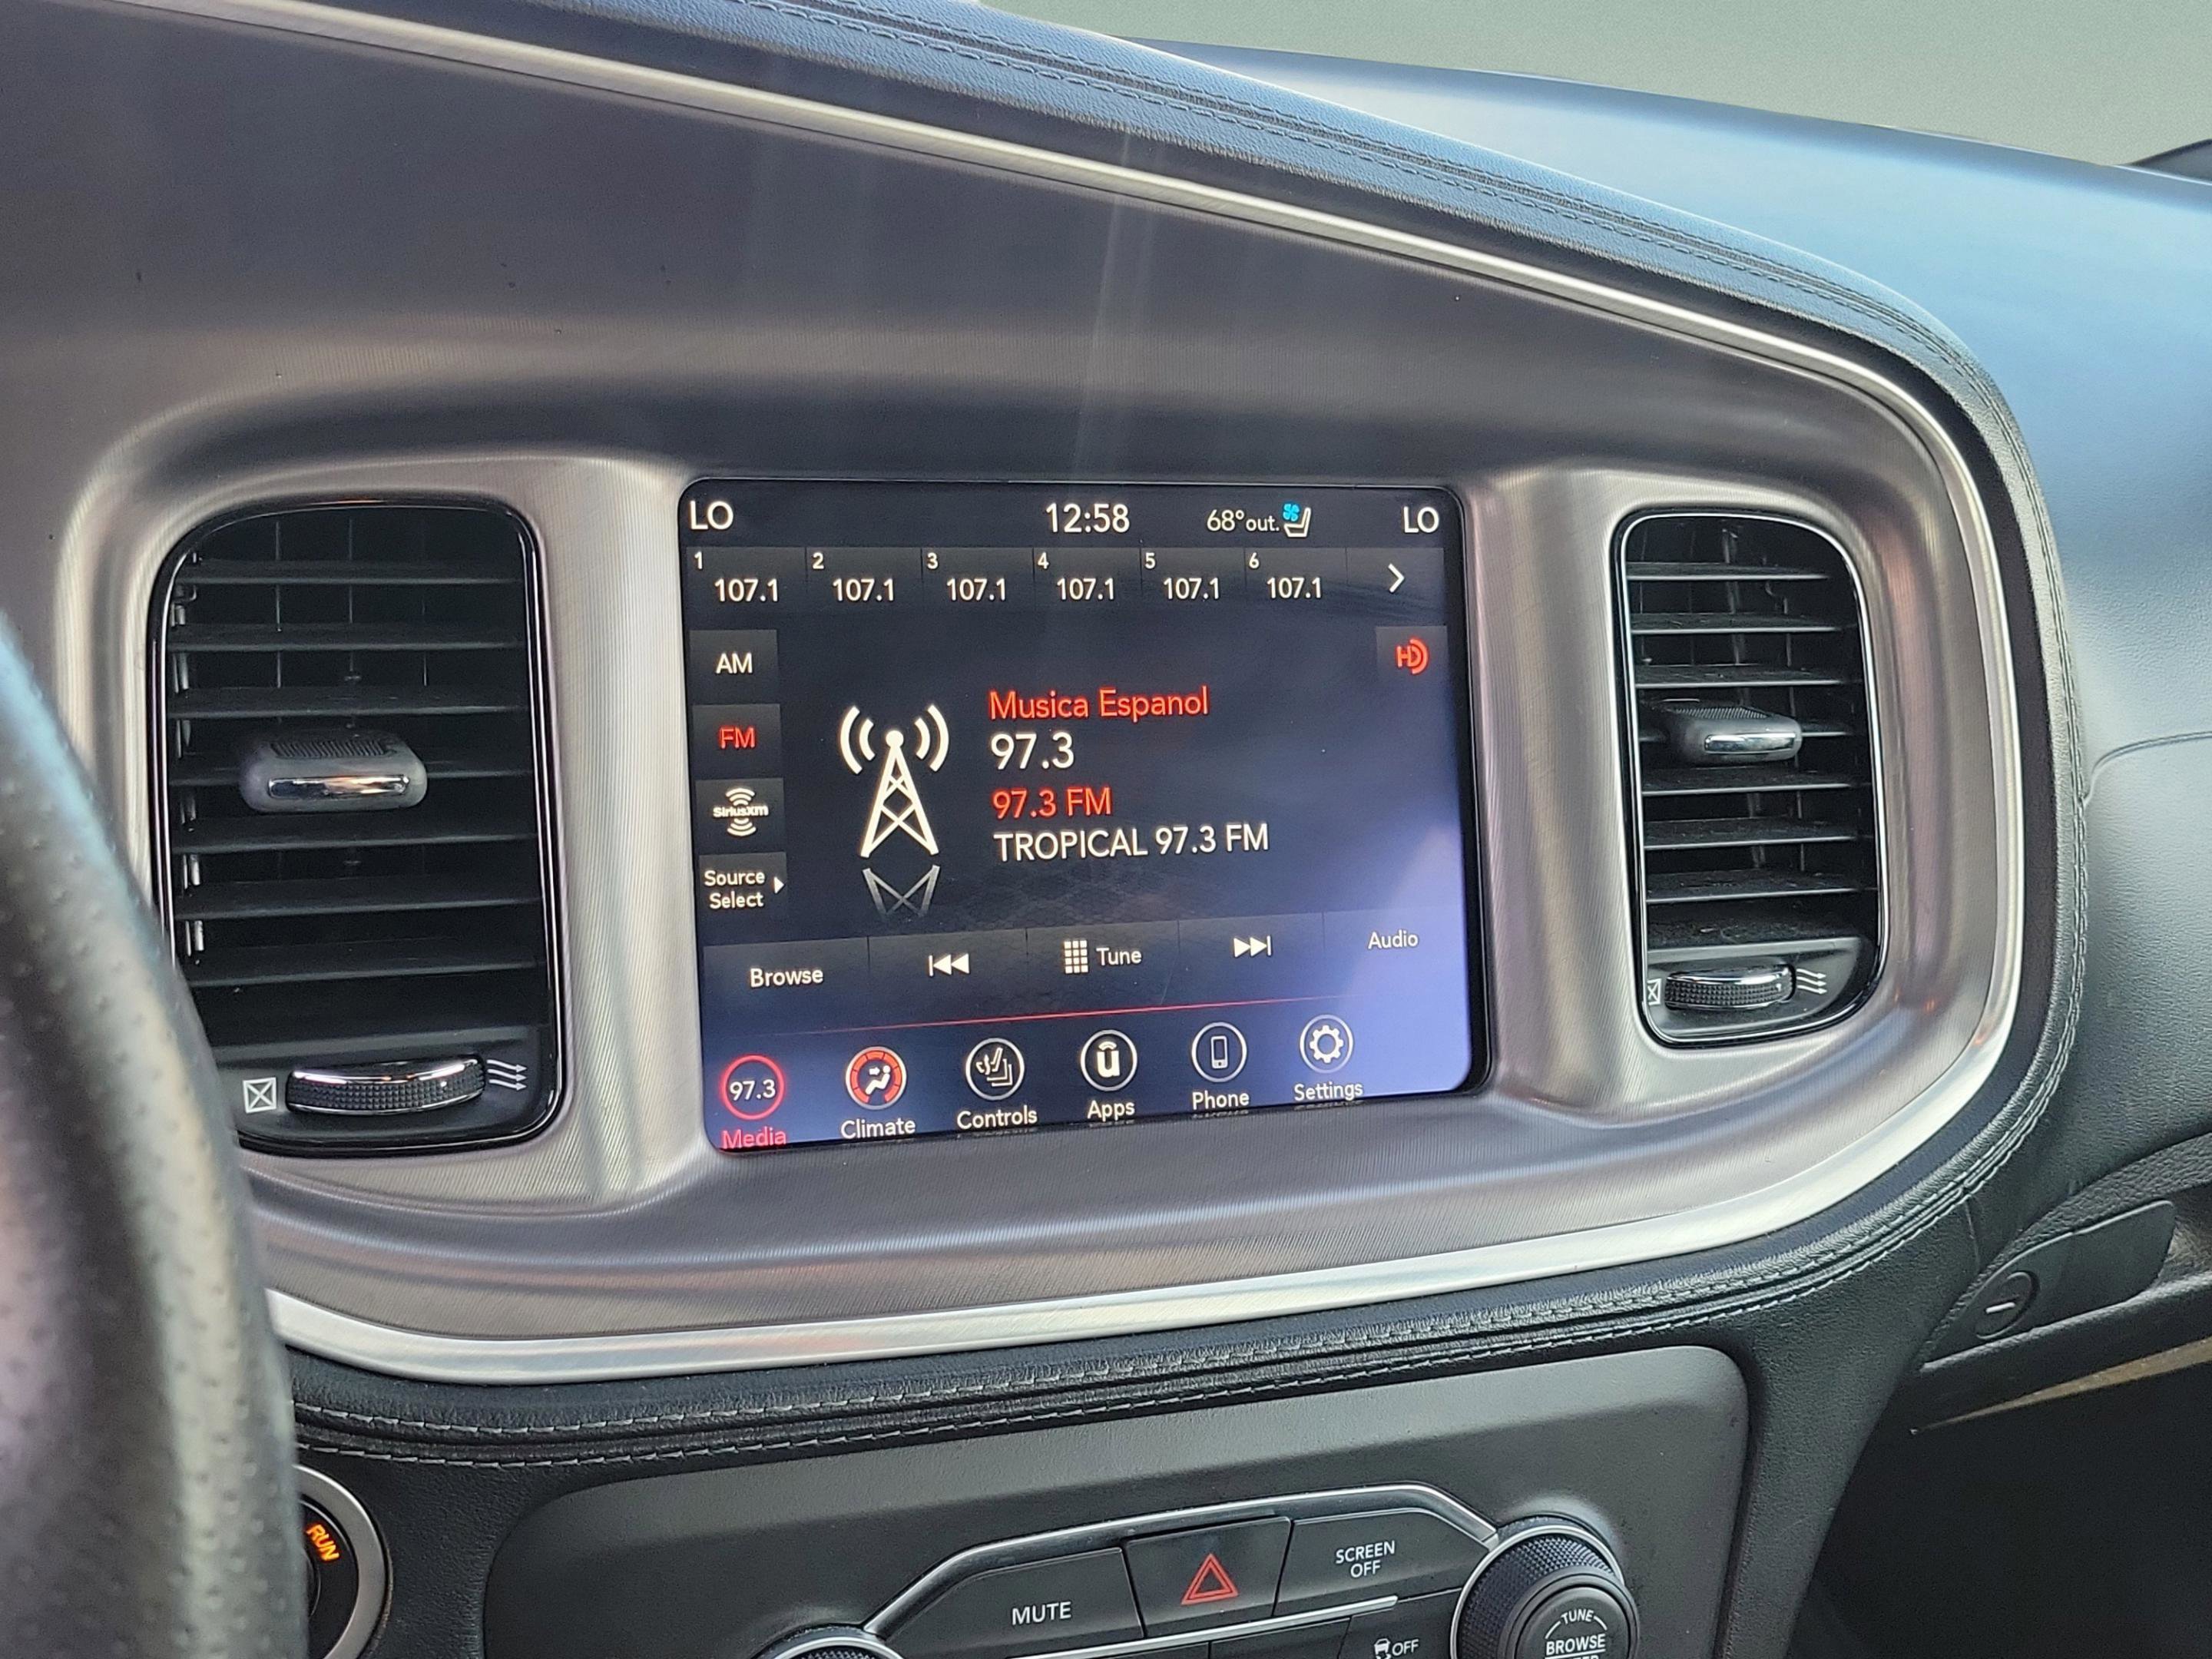 LO 12:58 68° out. LO
1 2 3 4 5 6
107.1 107.1 107.1 107.1 107.1 107.1
AM
HD
Musica Espanol
FM
97.3
SiriusXM
97.3 FM
TROPICAL 97.3 FM
Source
Select
Browse Tune Audio
97.3 u
Media Climate Controls Apps Phone Settings
RUN
MUTE
SCREEN
OFF
OFF
TUNE
BROWSE